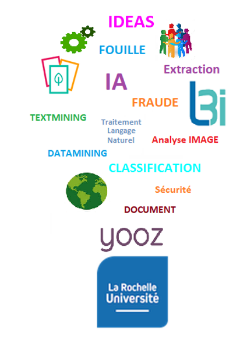 IDEAS
FOUILLE
Extraction
IA
FRAUDE
L3i
TEXTMINING
Traitement
Langage
Naturel
Analyse IMAGE
DATAMINING
CLASSIFICATION
Sécurité
DOCUMENT
yooz
La Rochelle
Université